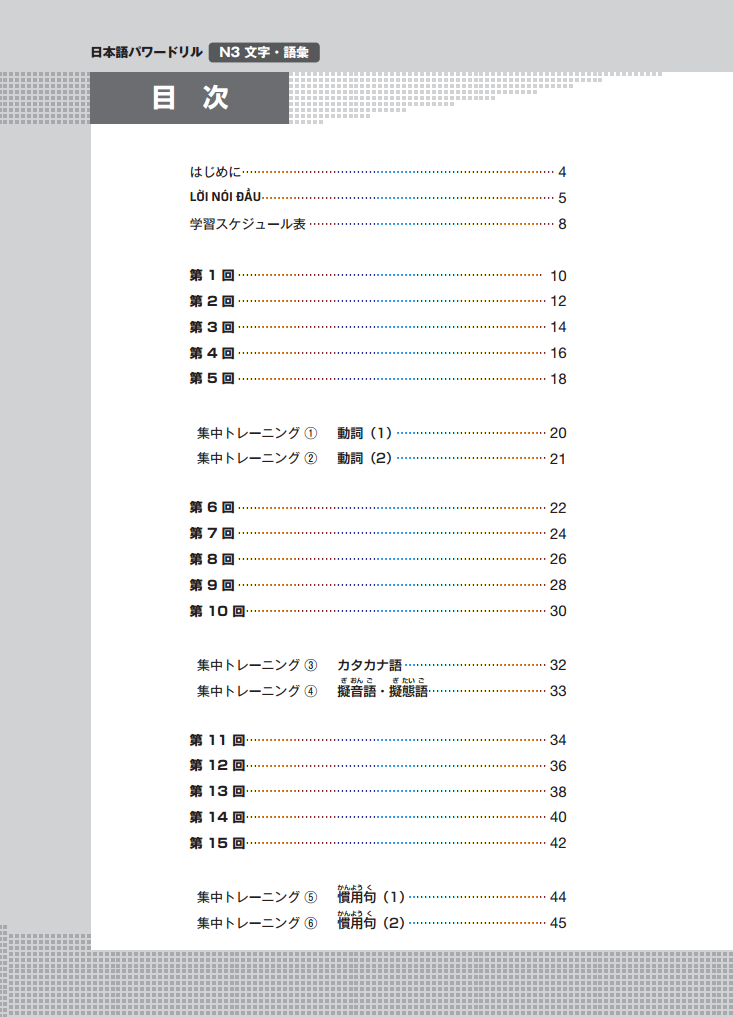 日本語パワードリル N3 文字・語彙
目 次
はじめに 4
LỜI NÓI ĐẦU 5
学習スケジュール表 8
第 1 回 10
第 2 回 12
第 3 回 14
第 4 回 16
第 5 回 18
集中トレーニング ① 動詞（1） 20
集中トレーニング ② 動詞（2） 21
第 6 回 22
第 7 回 24
第 8 回 26
第 9 回 28
第 10 回 30
集中トレーニング ③ カタカナ語 32
ぎ おん ご ぎ たい ご
集中トレーニング ④ 擬音語・擬態語 33
第 11 回 34
第 12 回 36
第 13 回 38
第 14 回 40
第 15 回 42
かんよう く
集中トレーニング ⑤ 慣用句（1） 44
かんよう く
集中トレーニング ⑥ 慣用句（2） 45